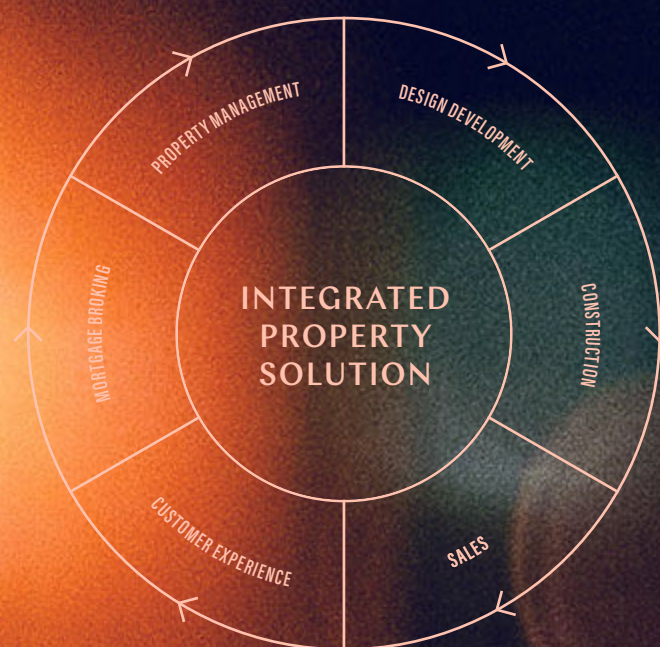 DESIGN DEVELOPMENT
CONSTRUCTION
SALES
CUSTOMER EXPERIENCE
MORTGAGE BROKING
PROPERTY MANAGEMENT
INTEGRATED
PROPERTY
SOLUTION